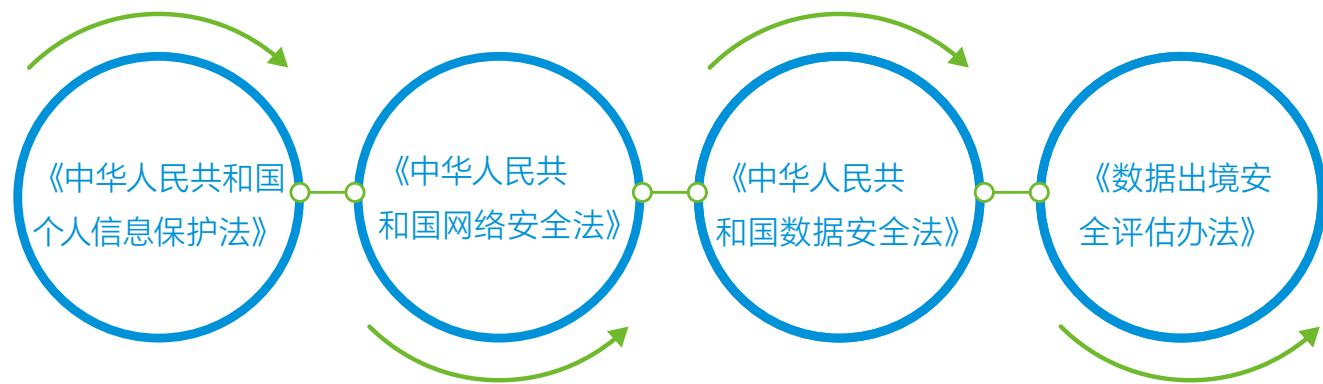 《中华人民共和国
个人信息保护法》
《中华人民共
和国网络安全法》
《中华人民共
和国数据安全法》
《数据出境安
全评估办法》